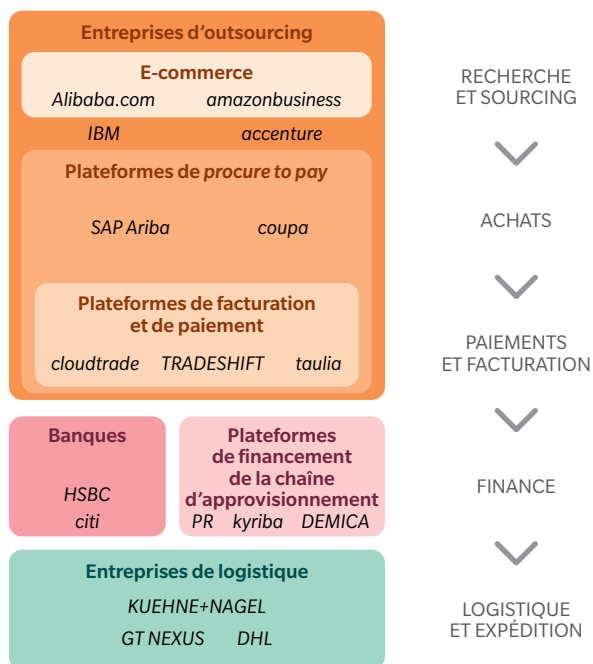 Entreprises d'outsourcing
E-commerce
Alibaba.com amazonbusiness
IBM accenture
Plateformes de procure to pay
SAP Ariba coupa
Plateformes de facturation
et de paiement
cloudtrade TRADESHIFT taulia
Banques
HSBC
citi
Plateformes
de financement
de la chaîne
d'approvisionnement
PR kyriba DEMICA
Entreprises de logistique
KUEHNE+NAGEL
GT NEXUS DHL
RECHERCHE
ET SOURCING
ACHATS
PAIEMENTS
ET FACTURATION
FINANCE
LOGISTIQUE
ET EXPÉDITION